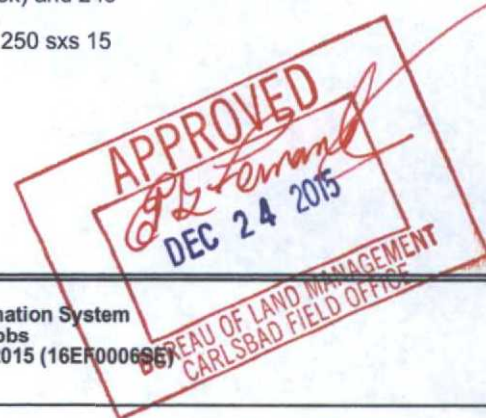 sk) and 240
250 sxs 15
APPROVED
DEC 24 2015
BUREAU OF LAND MANAGEMENT
CARLSBAD FIELD OFFICE
nation System
obs
2015 (16EF0006SE)